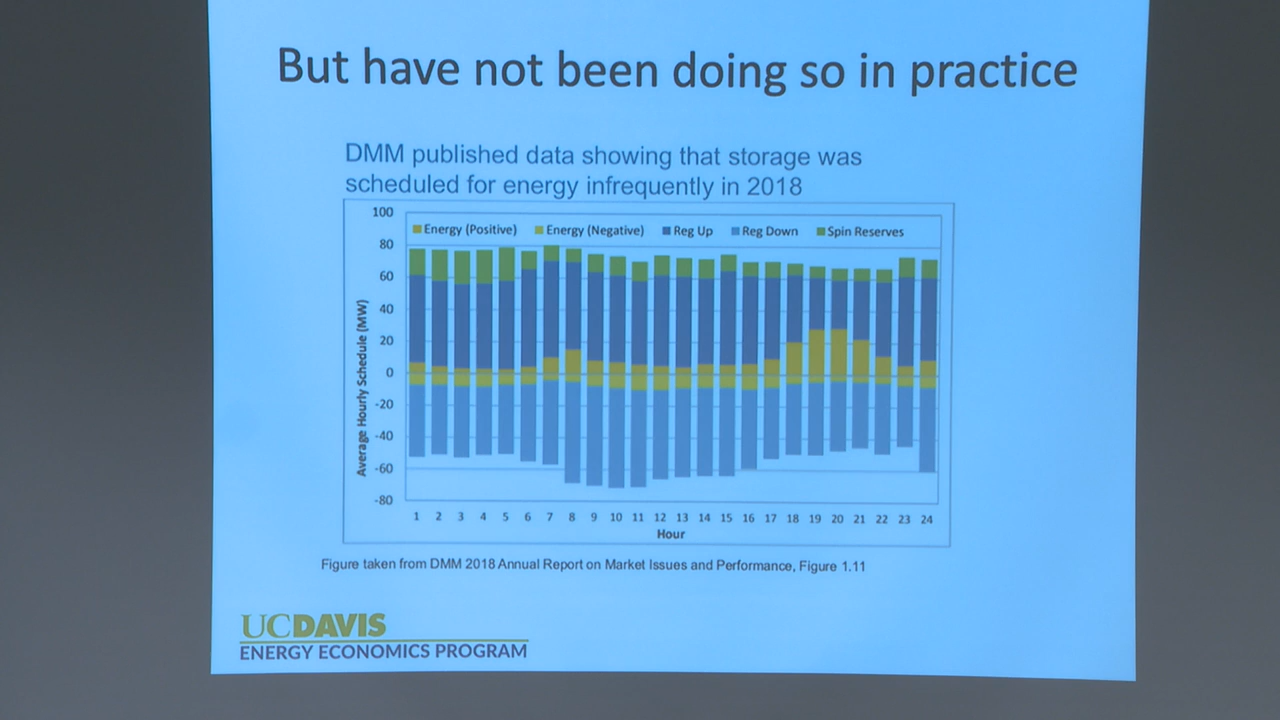 But have not been doing so in practice
DMM published data showing that storage was
scheduled for energy infrequently in 2018
Energy (Positive) Energy (Negative) Reg Up Reg Down Spin Reserves
100
80
60
40
20
0
-20
-40
-60
-80
Average Hourly Schedule (MW)
1 2 3 4 5 6 7 8 9 10 11 12 13 14 15 16 17 18 19 20 21 22 23 24
Hour
Figure taken from DMM 2018 Annual Report on Market Issues and Performance, Figure 1.11
UCDAVIS
ENERGY ECONOMICS PROGRAM